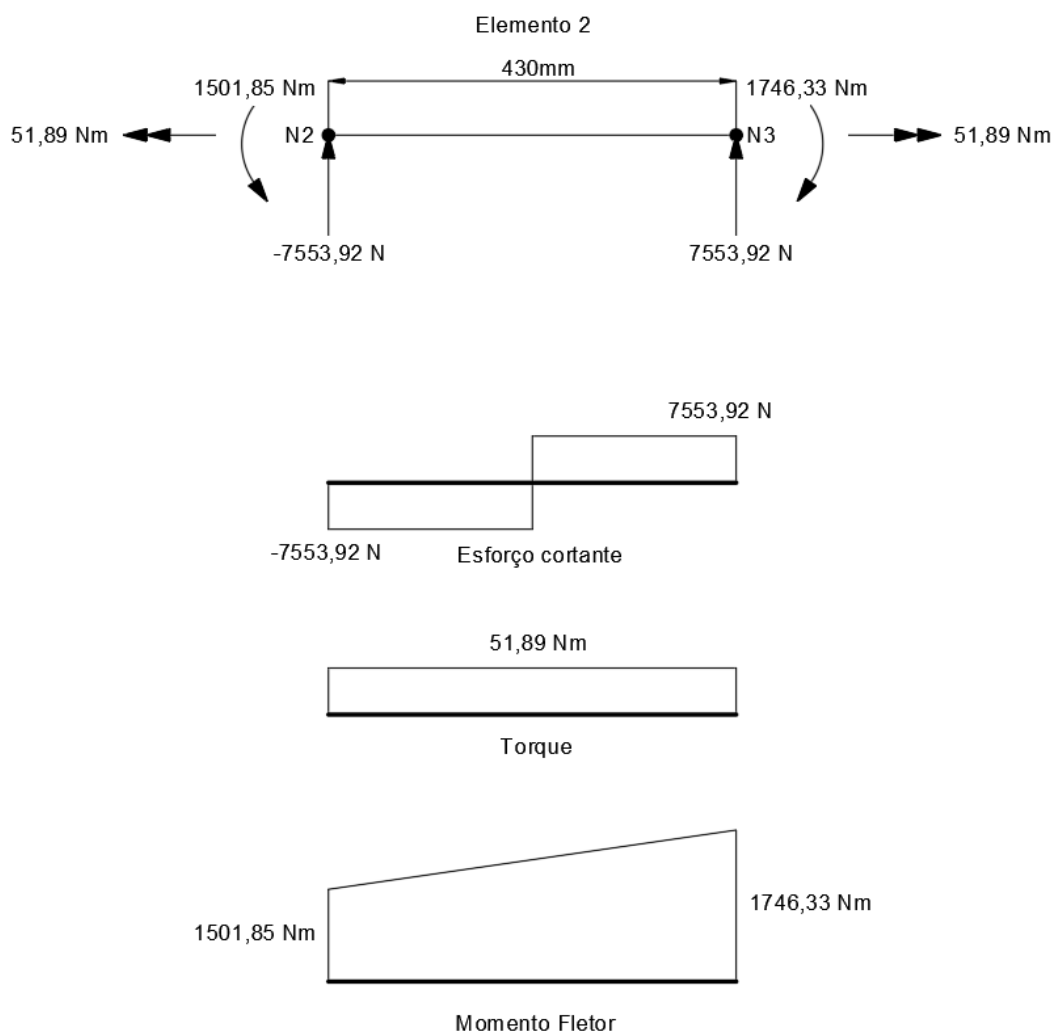 Elemento 2
430mm
1501,85 Nm
1746,33 Nm
51,89 Nm
N2
N3
51,89 Nm
-7553,92 N
7553,92 N
7553,92 N
-7553,92 N
Esforço cortante
51,89 Nm
Torque
1746,33 Nm
1501,85 Nm
Momento Fletor